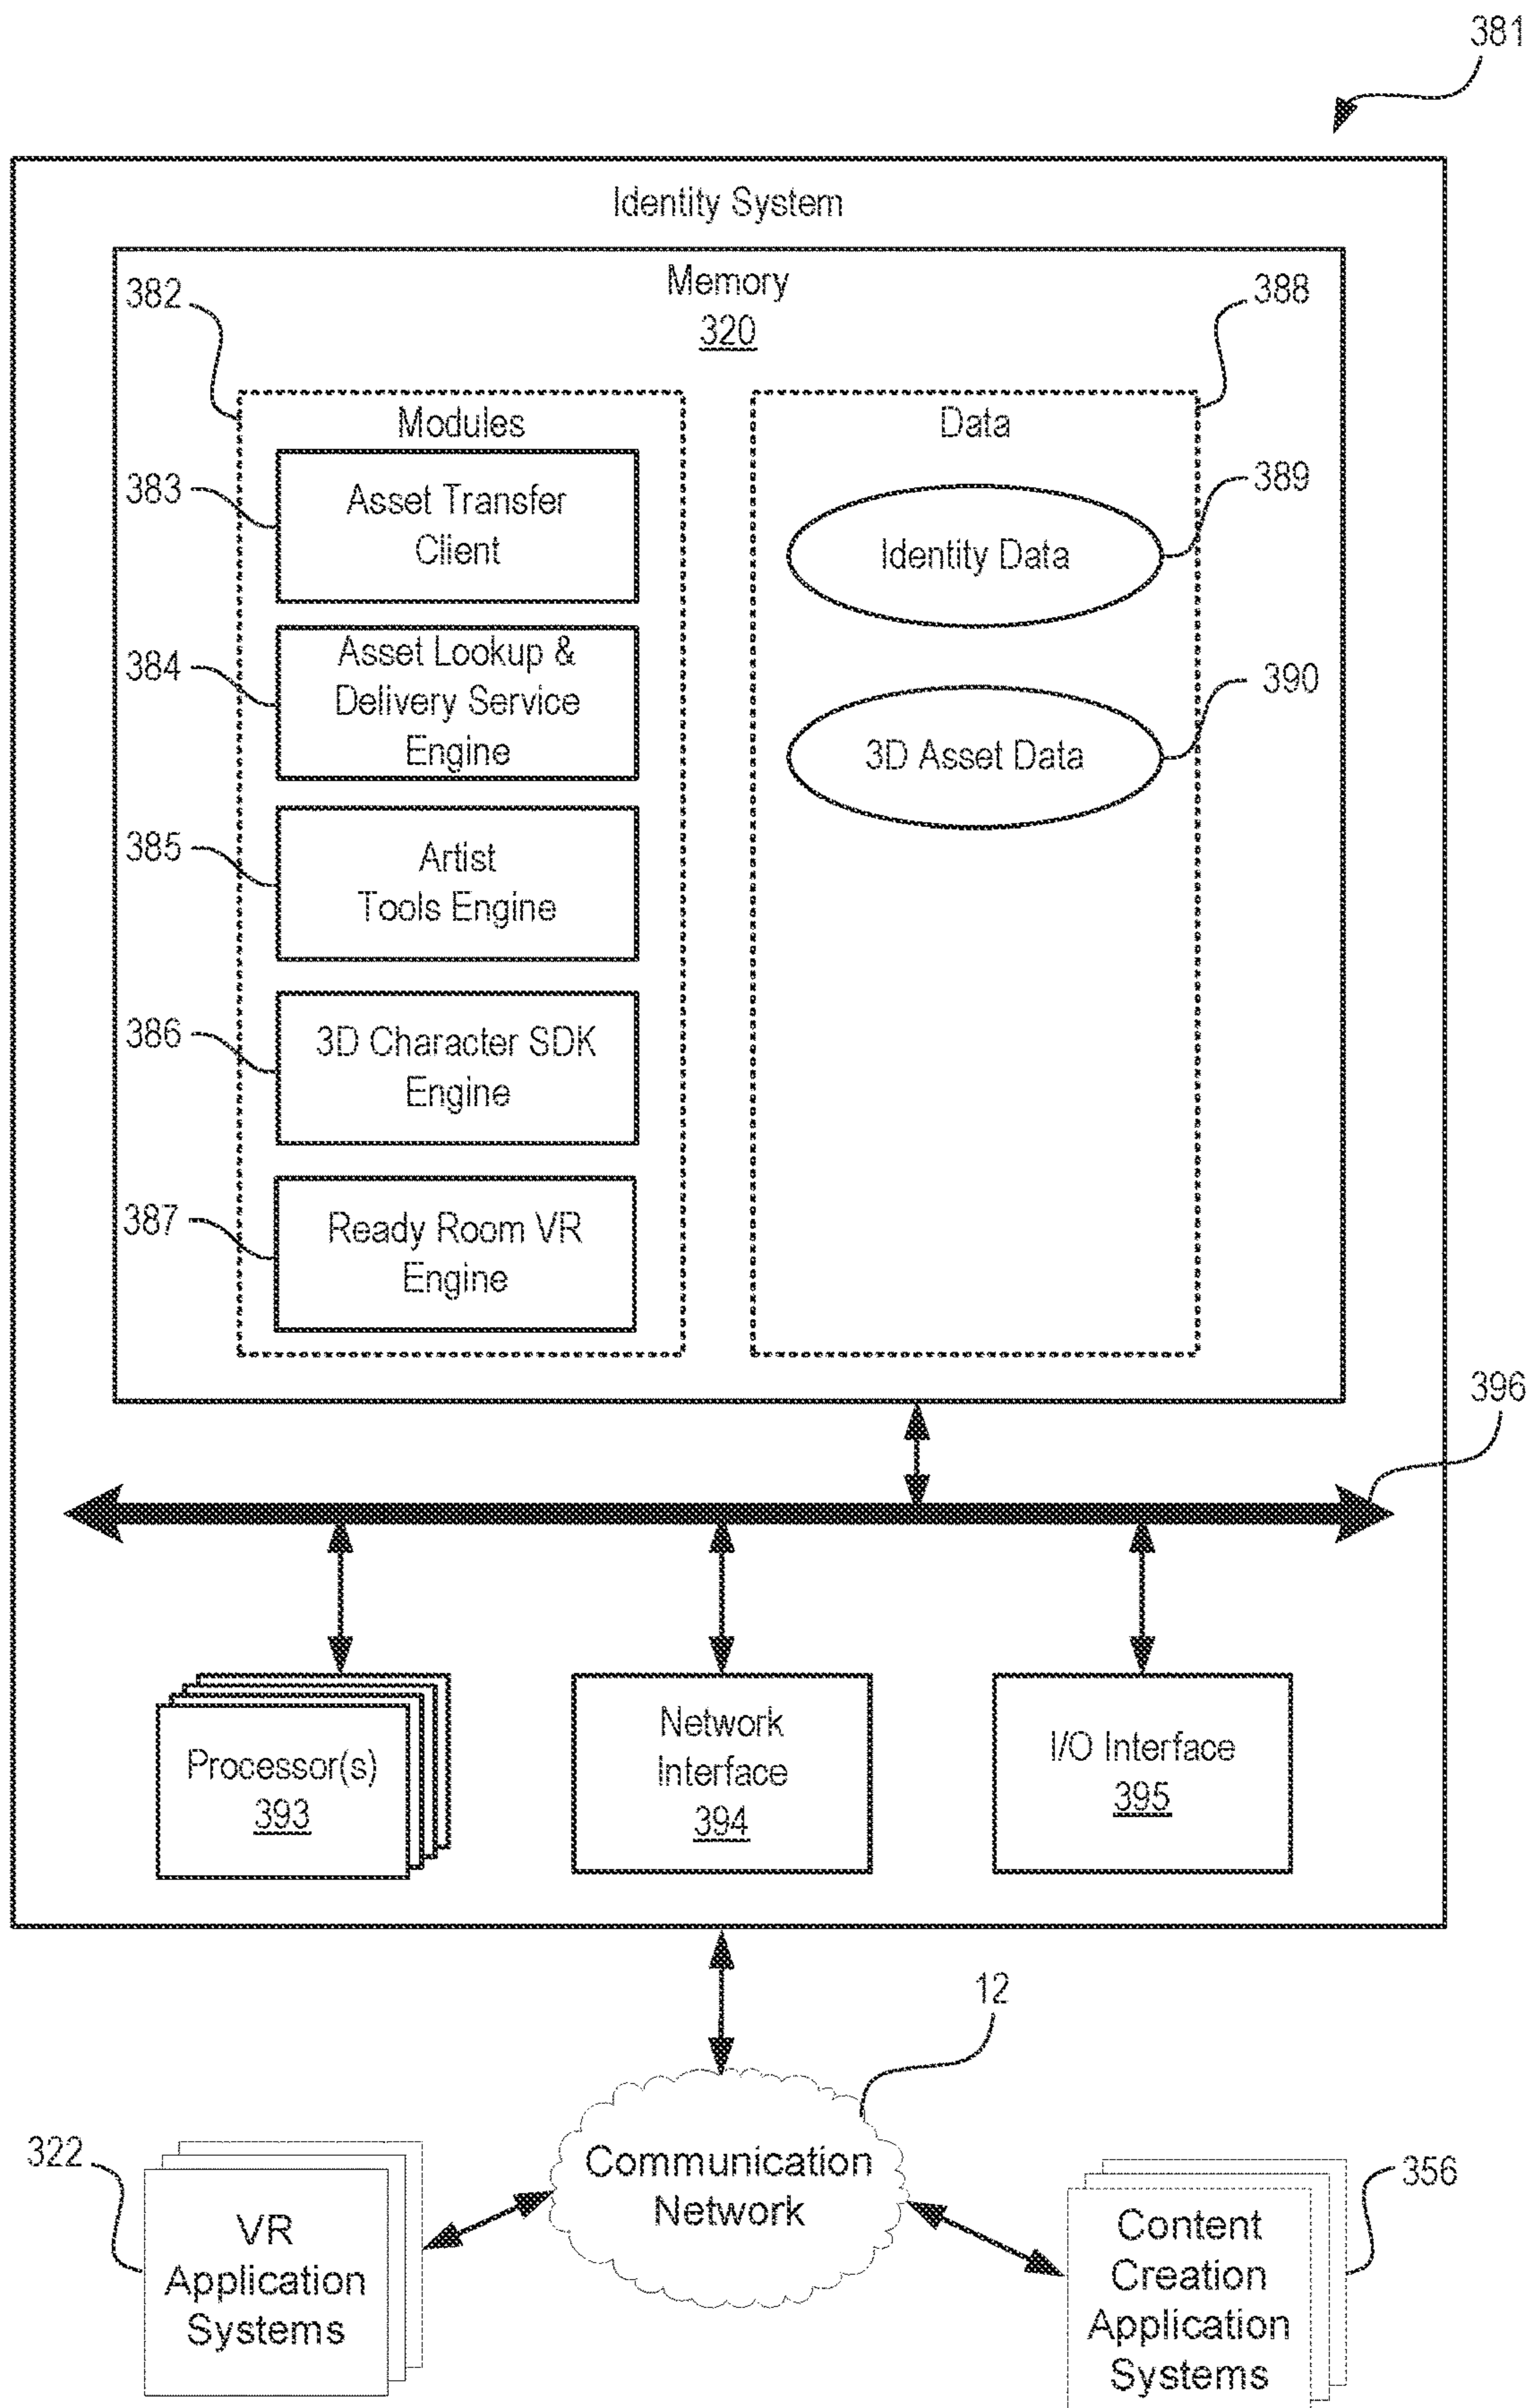 381
Identity System
Memory
320
382
388
Modules
Data
383
Asset Transfer
Client
389
Identity Data
384
Asset Lookup &
Delivery Service
Engine
390
3D Asset Data
385
Artist
Tools Engine
386
3D Character SDK
Engine
387
Ready Room VR
Engine
396
Processor(s)
393
Network
Interface
394
I/O Interface
395
12
Communication
Network
322
VR
Application
Systems
356
Content
Creation
Application
Systems